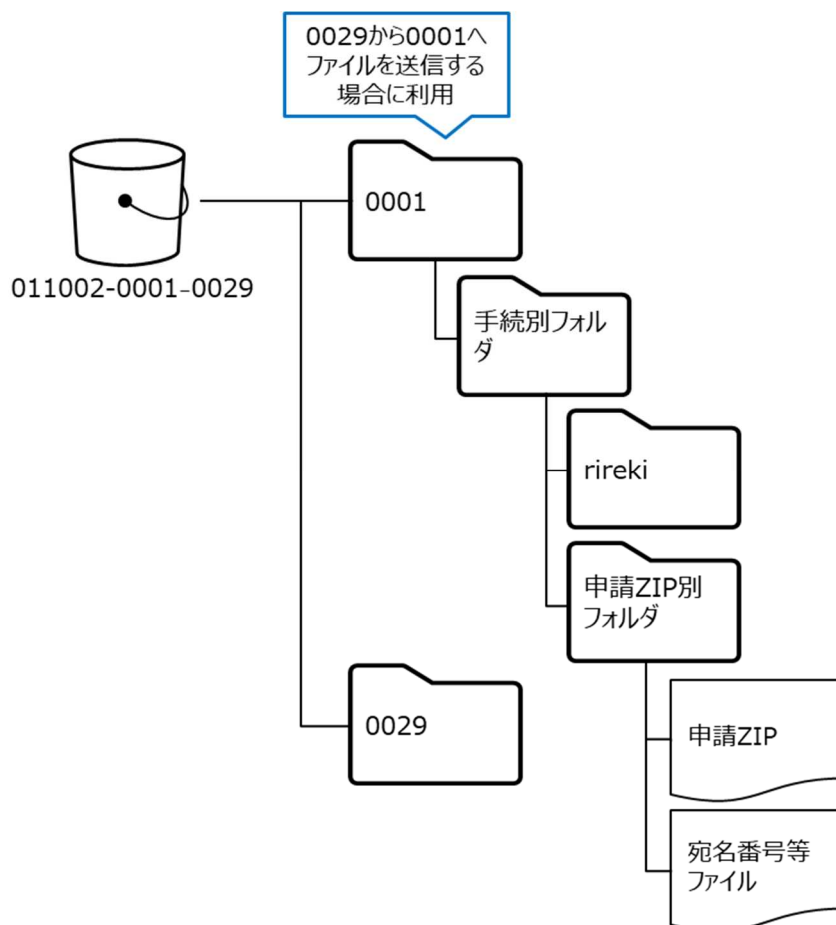 0029から0001へ
ファイルを送信する
場合に利用
0001
011002-0001-0029
手続別フォル
ダ
rireki
申請ZIP別
フォルダ
0029
申請ZIP
宛名番号等
ファイル